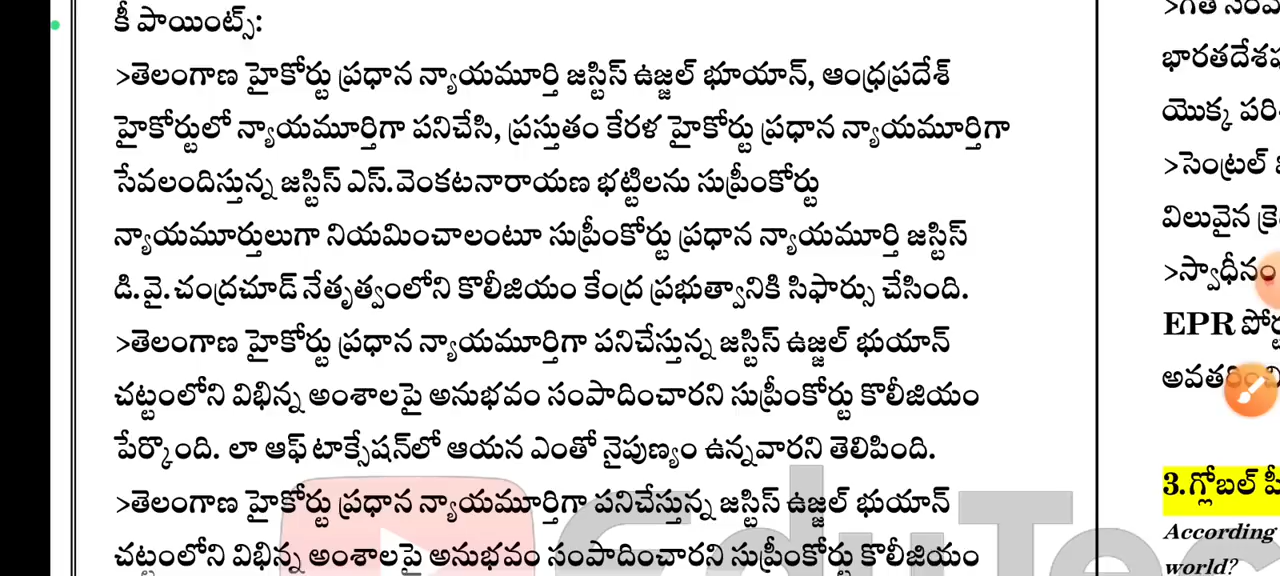 కీ పాయింట్స్:
>తెలంగాణ హైకోర్టు ప్రధాన న్యాయమూర్తి జస్టిస్ ఉజ్జల్ భూయాన్, ఆంధ్రప్రదేశ్
హైకోర్టులో న్యాయమూర్తిగా పనిచేసి, ప్రస్తుతం కేరళ హైకోర్టు ప్రధాన న్యాయమూర్తిగా
సేవలందిస్తున్న జస్టిస్ ఎస్.వెంకటనారాయణ భట్టిలను సుప్రీంకోర్టు
న్యాయమూర్తులుగా నియమించాలంటూ సుప్రీంకోర్టు ప్రధాన న్యాయమూర్తి జస్టిస్
డి.వై.చంద్రచూడ్ నేతృత్వంలోని కొలీజియం కేంద్ర ప్రభుత్వానికి సిఫార్సు చేసింది.
>తెలంగాణ హైకోర్టు ప్రధాన న్యాయమూర్తిగా పనిచేస్తున్న జస్టిస్ ఉజ్జల్ భుయాన్
చట్టంలోని విభిన్న అంశాలపై అనుభవం సంపాదించారని సుప్రీంకోర్టు కొలీజియం
పేర్కొంది. లా ఆఫ్ టాక్సేషన్‌లో ఆయన ఎంతో నైపుణ్యం ఉన్నవారని తెలిపింది.
>తెలంగాణ హైకోర్టు ప్రధాన న్యాయమూర్తిగా పనిచేస్తున్న జస్టిస్ ఉజ్జల్ భుయాన్
చట్టంలోని విభిన్న అంశాలపై అనుభవం సంపాదించారని సుప్రీంకోర్టు కొలీజియం
>గత
యొక్క
>సెంట్రల్
విలువైన
>స్వాధీనం
EPR
3.గ్లోబల్
According
world?